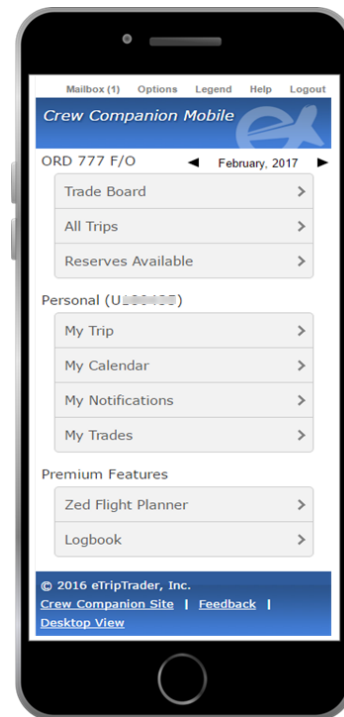 Mailbox (1) Options Legend Help Logout
Crew Companion Mobile
ORD 777 F/O ◄ February, 2017 ►
Trade Board >
All Trips >
Reserves Available >
Personal (U )
My Trip >
My Calendar >
My Notifications >
My Trades >
Premium Features
Zed Flight Planner >
Logbook >
© 2016 eTripTrader, Inc.
Crew Companion Site | Feedback |
Desktop View